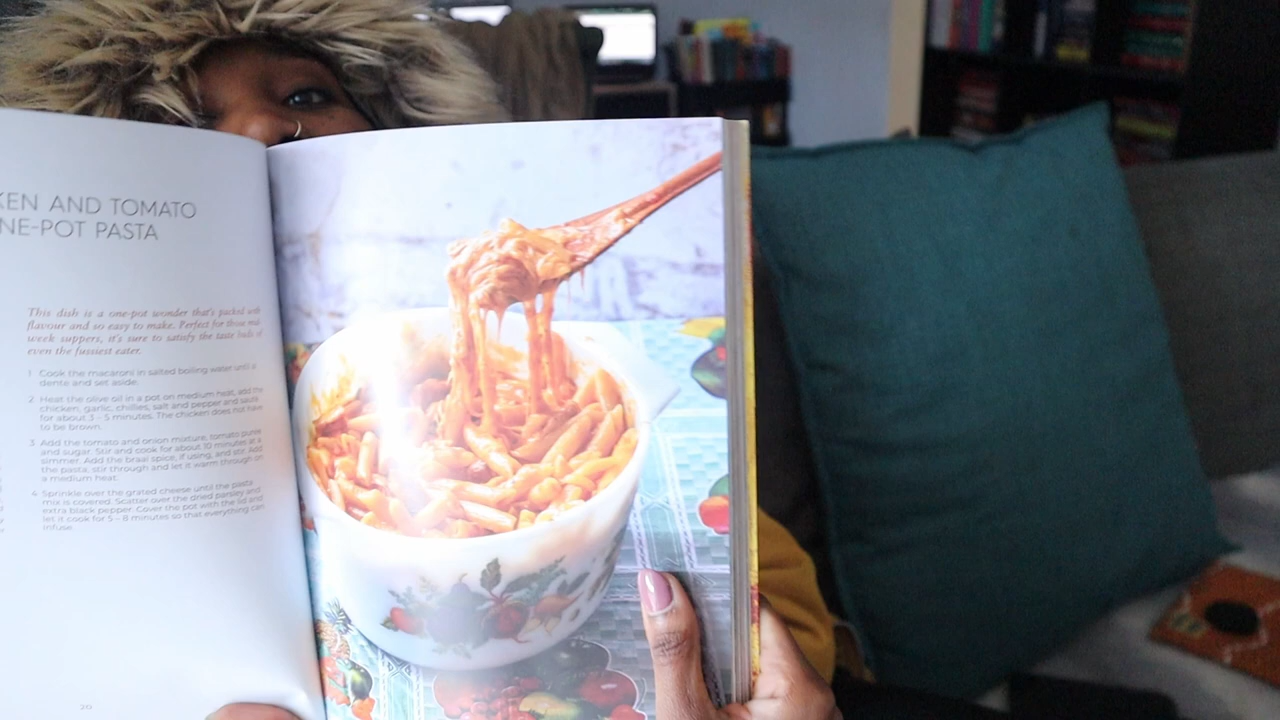 KEN AND TOMATO
NE-POT PASTA
This dish is a one-pot wonder that's packed with
flavour and so easy to make. Perfect for those mid-
week suppers, it's sure to satisfy the taste buds of
even the fussiest eater.
1 Cook the macaroni in salted boiling water until al
dente and set aside.
2 Heat the olive oil in a pot on medium heat, add the
chicken, garlic, chillies, salt and pepper and sauté
for about 3 – 5 minutes. The chicken does not have
to be brown.
3 Add the tomato and onion mixture, tomato purée
and sugar. Stir and cook for about 10 minutes at a
simmer. Add the braai spice, if using, and stir. Add
the pasta, stir through and let it warm through on
a medium heat.
4 Sprinkle over the grated cheese until the pasta
mix is covered. Scatter over the dried parsley and
extra black pepper. Cover the pot with the lid and
let it cook for 5 – 8 minutes so that everything can
infuse.